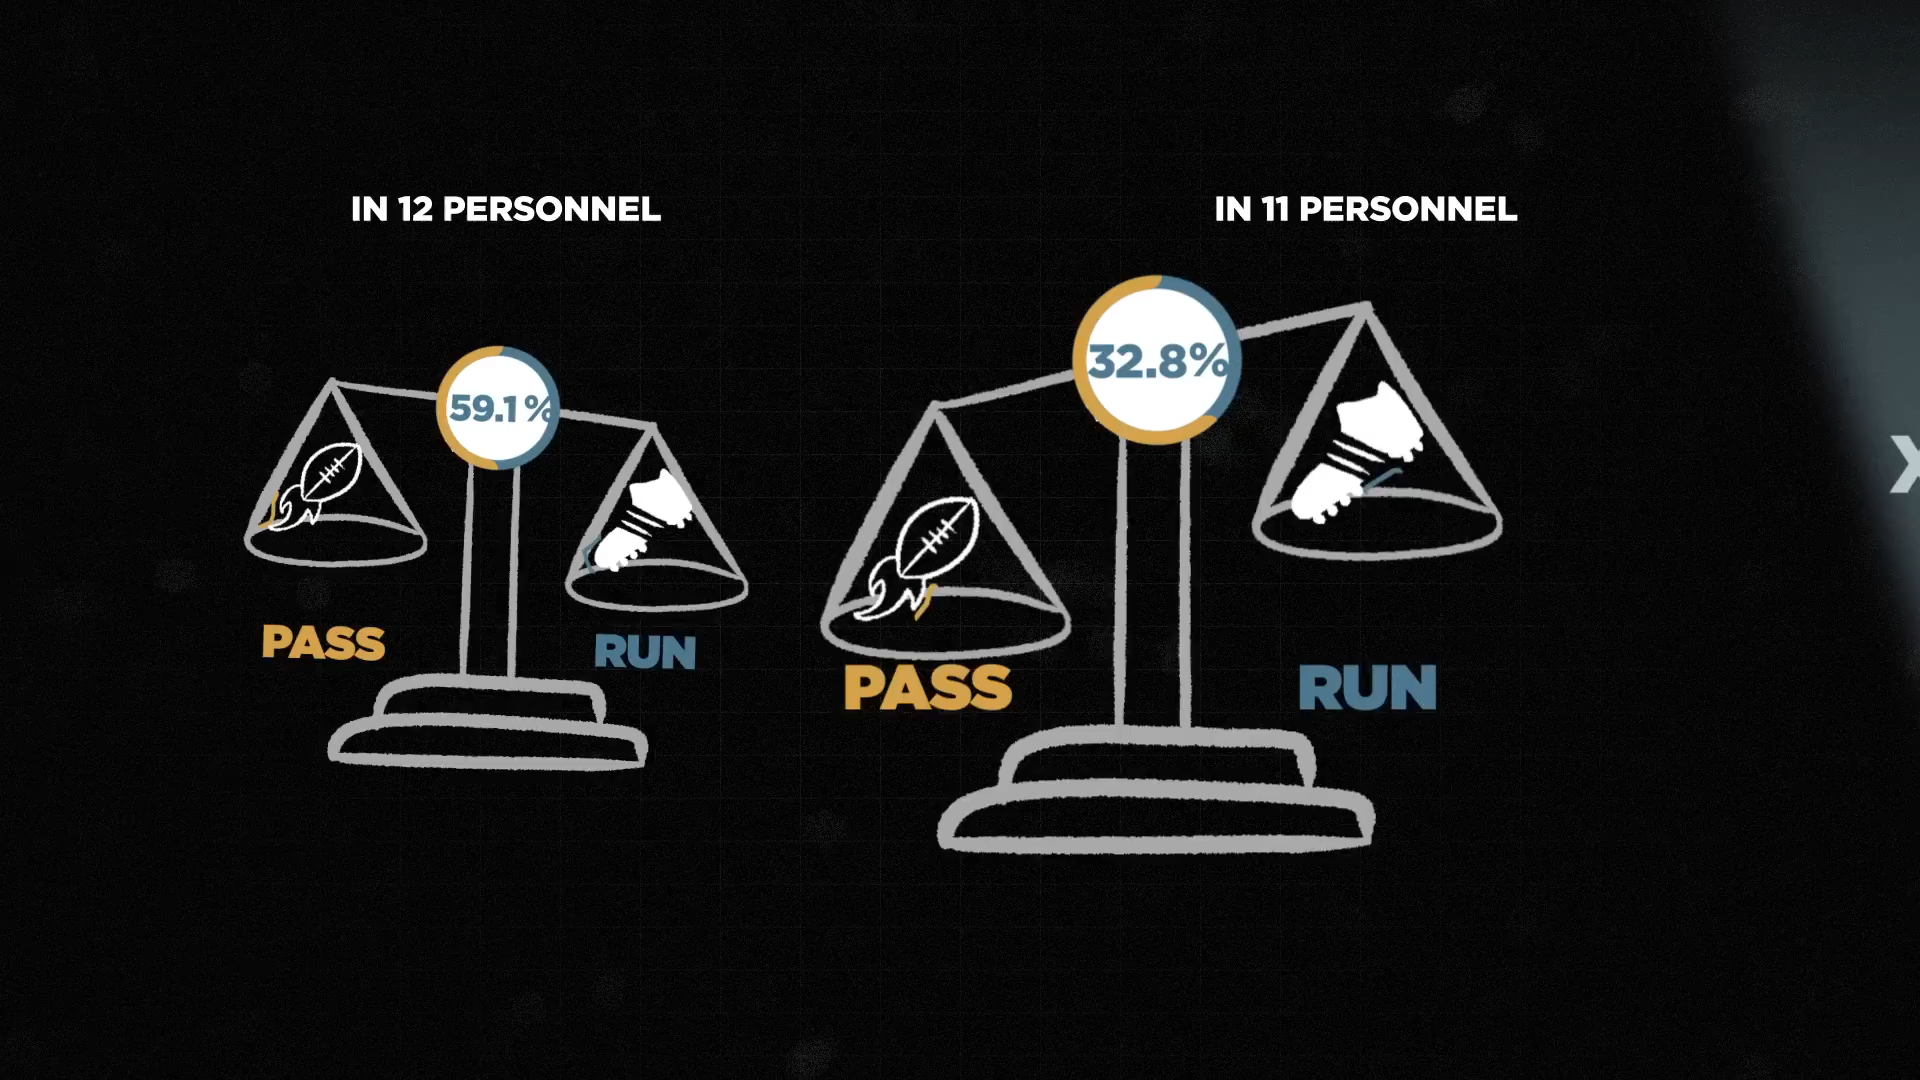 IN 12 PERSONNEL
59.1%
PASS
RUN
IN 11 PERSONNEL
32.8%
PASS
RUN